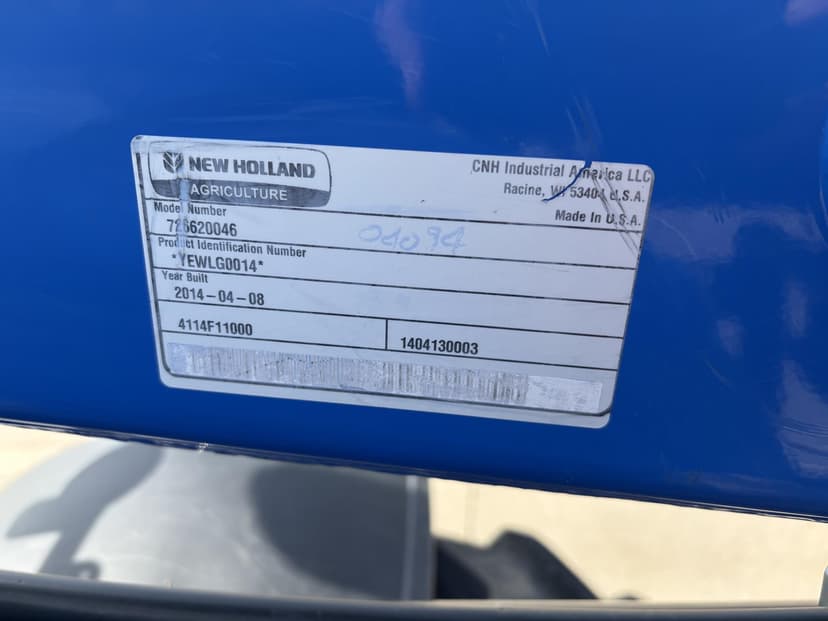 NEW HOLLAND
AGRICULTURE
CNH Industrial America LLC
Racine, WI 53404 U.S.A.
Made In U.S.A.
Model Number
726620046
Product Identification Number
*YEWLG0014*
Year Built
2014-04-08
4114F11000
1404130003